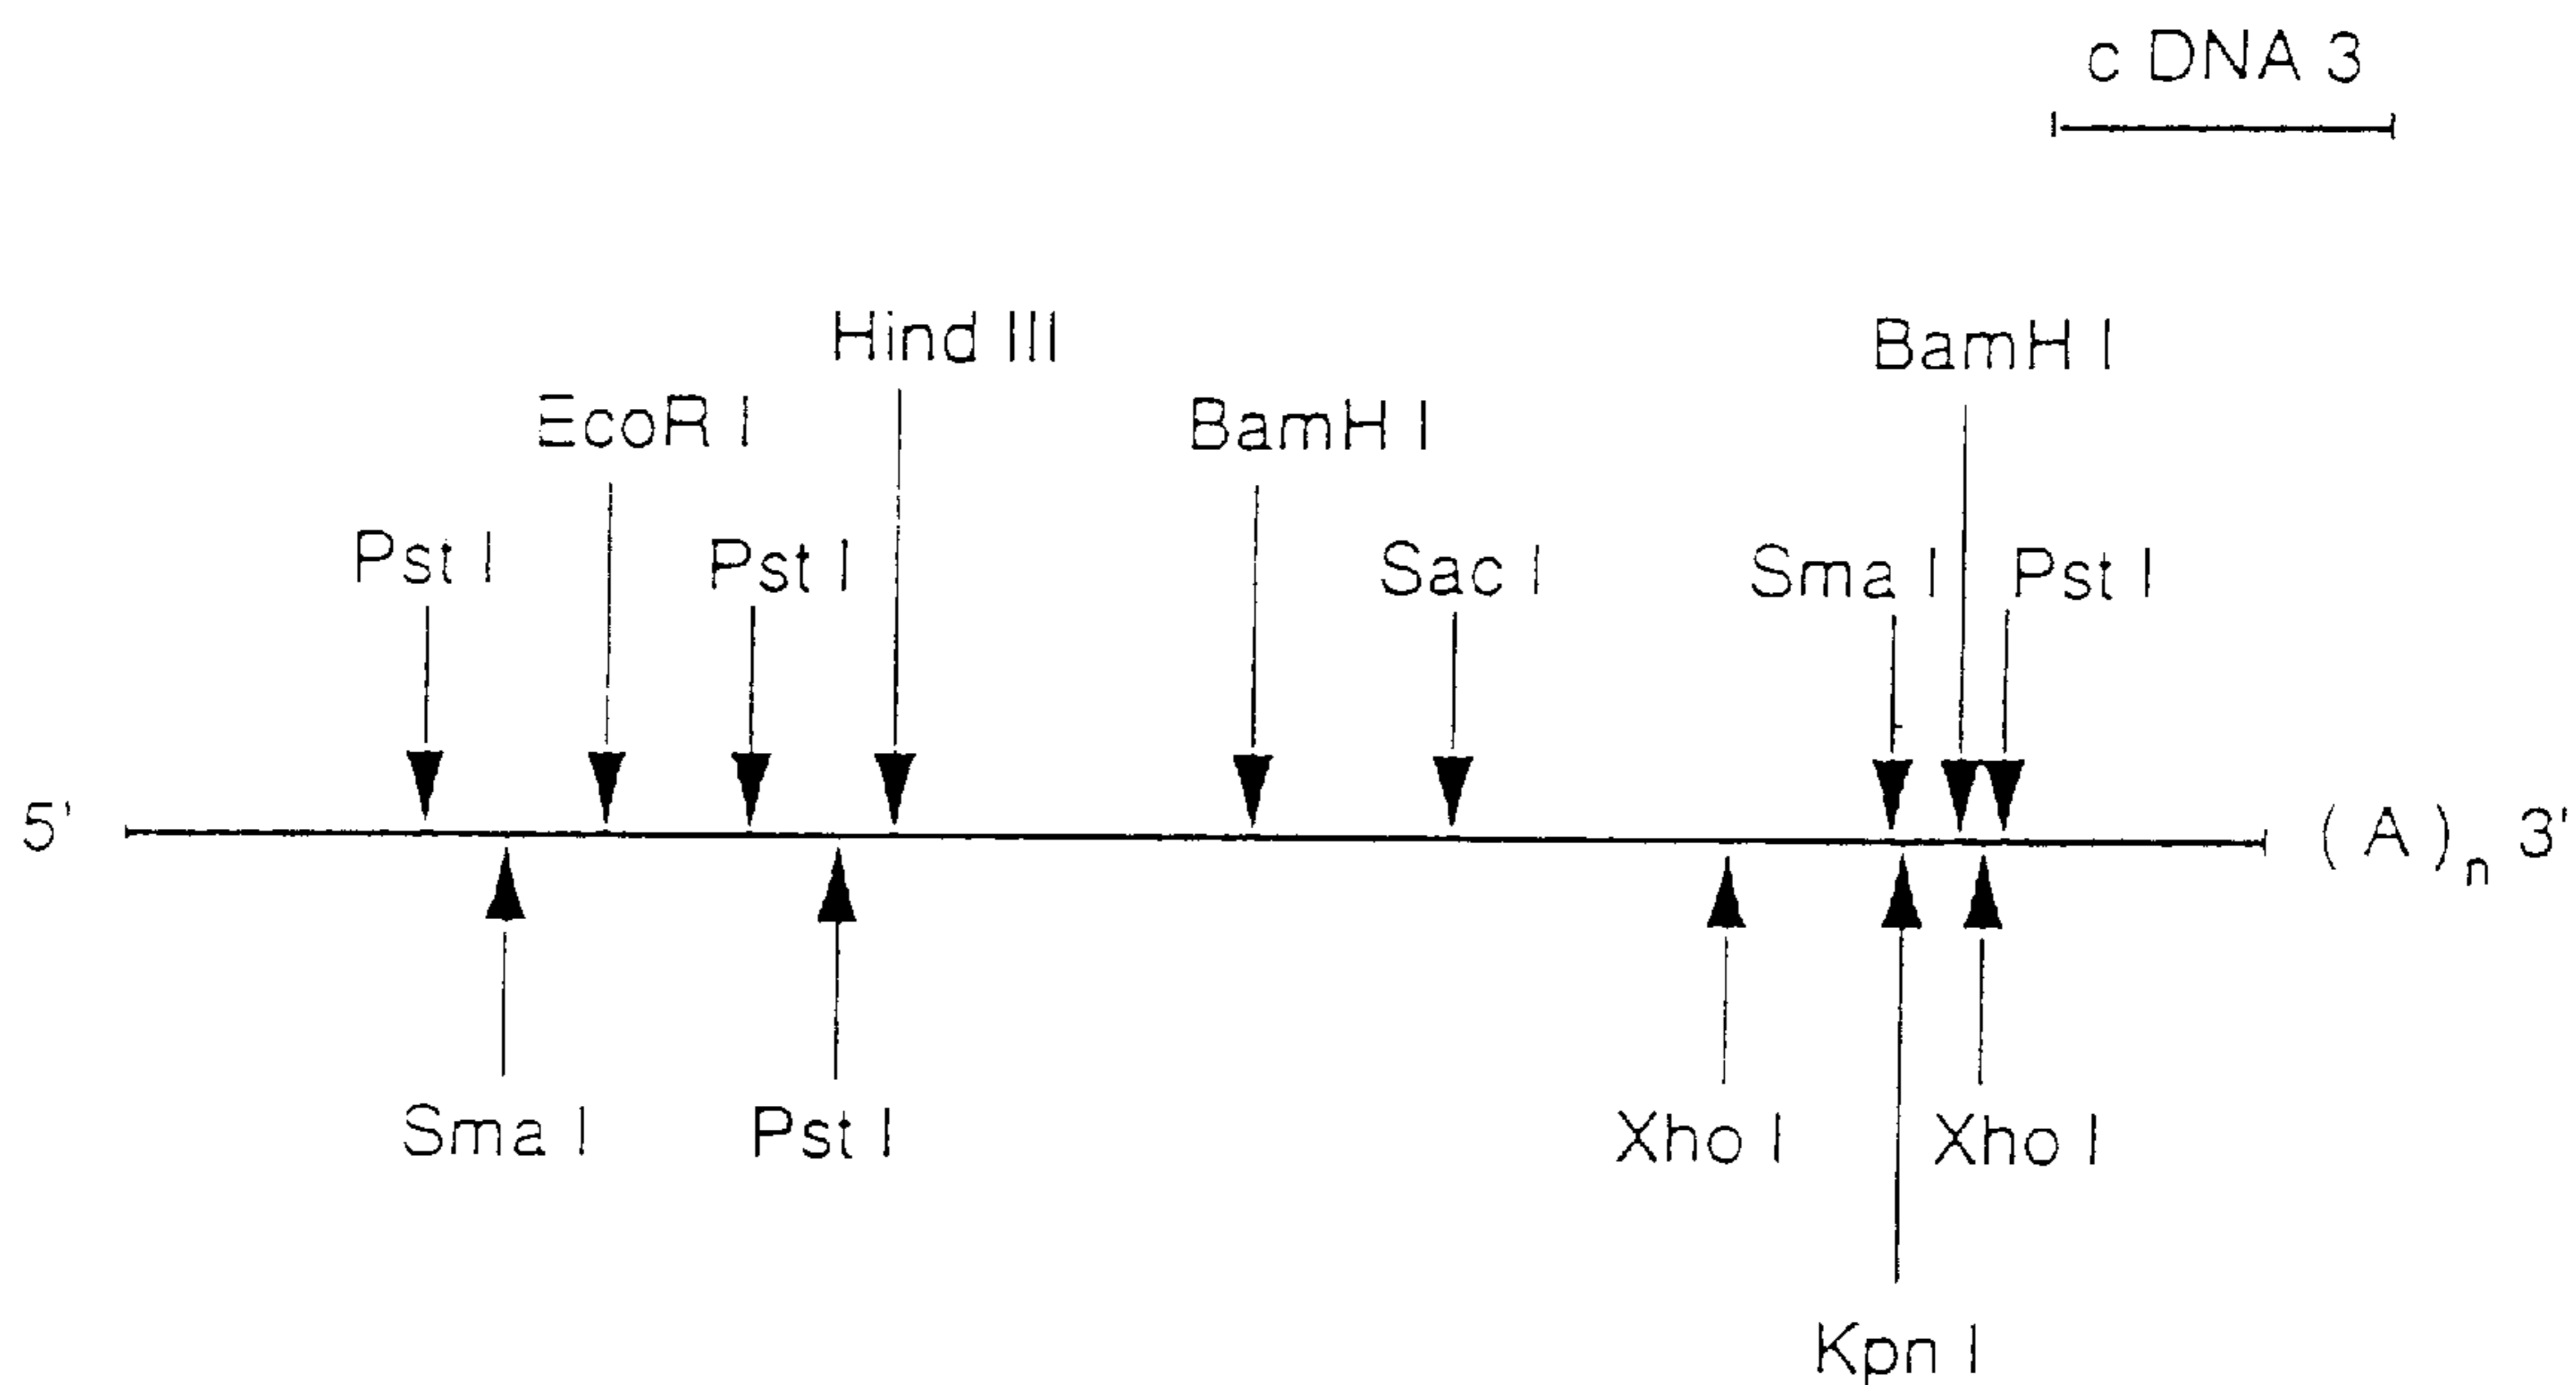 c DNA 3
Hind III
BamH I
EcoR I
BamH I
Pst I
Pst I
Sac I
Sma I
Pst I
5'
( A )n 3'
Sma I
Pst I
Xho I
Xho I
Kpn I